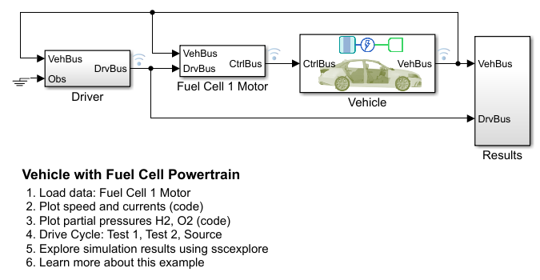 VehBus
Obs
DrvBus
Driver
VehBus
DrvBus
CtrlBus
Fuel Cell 1 Motor
CtrlBus
VehBus
Vehicle
VehBus
DrvBus
Results
Vehicle with Fuel Cell Powertrain
1. Load data: Fuel Cell 1 Motor
2. Plot speed and currents (code)
3. Plot partial pressures H2, O2 (code)
4. Drive Cycle: Test 1, Test 2, Source
5. Explore simulation results using sscexplore
6. Learn more about this example